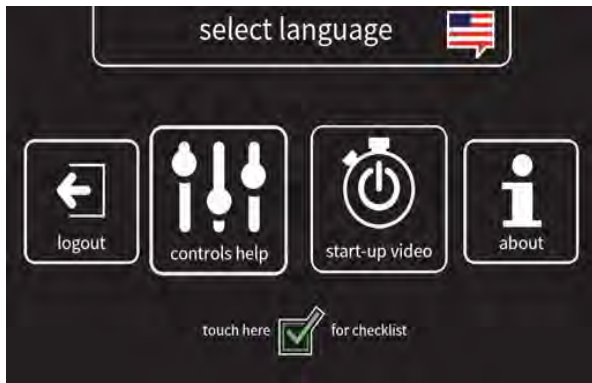 select language
logout
controls help
start-up video
about
touch here for checklist